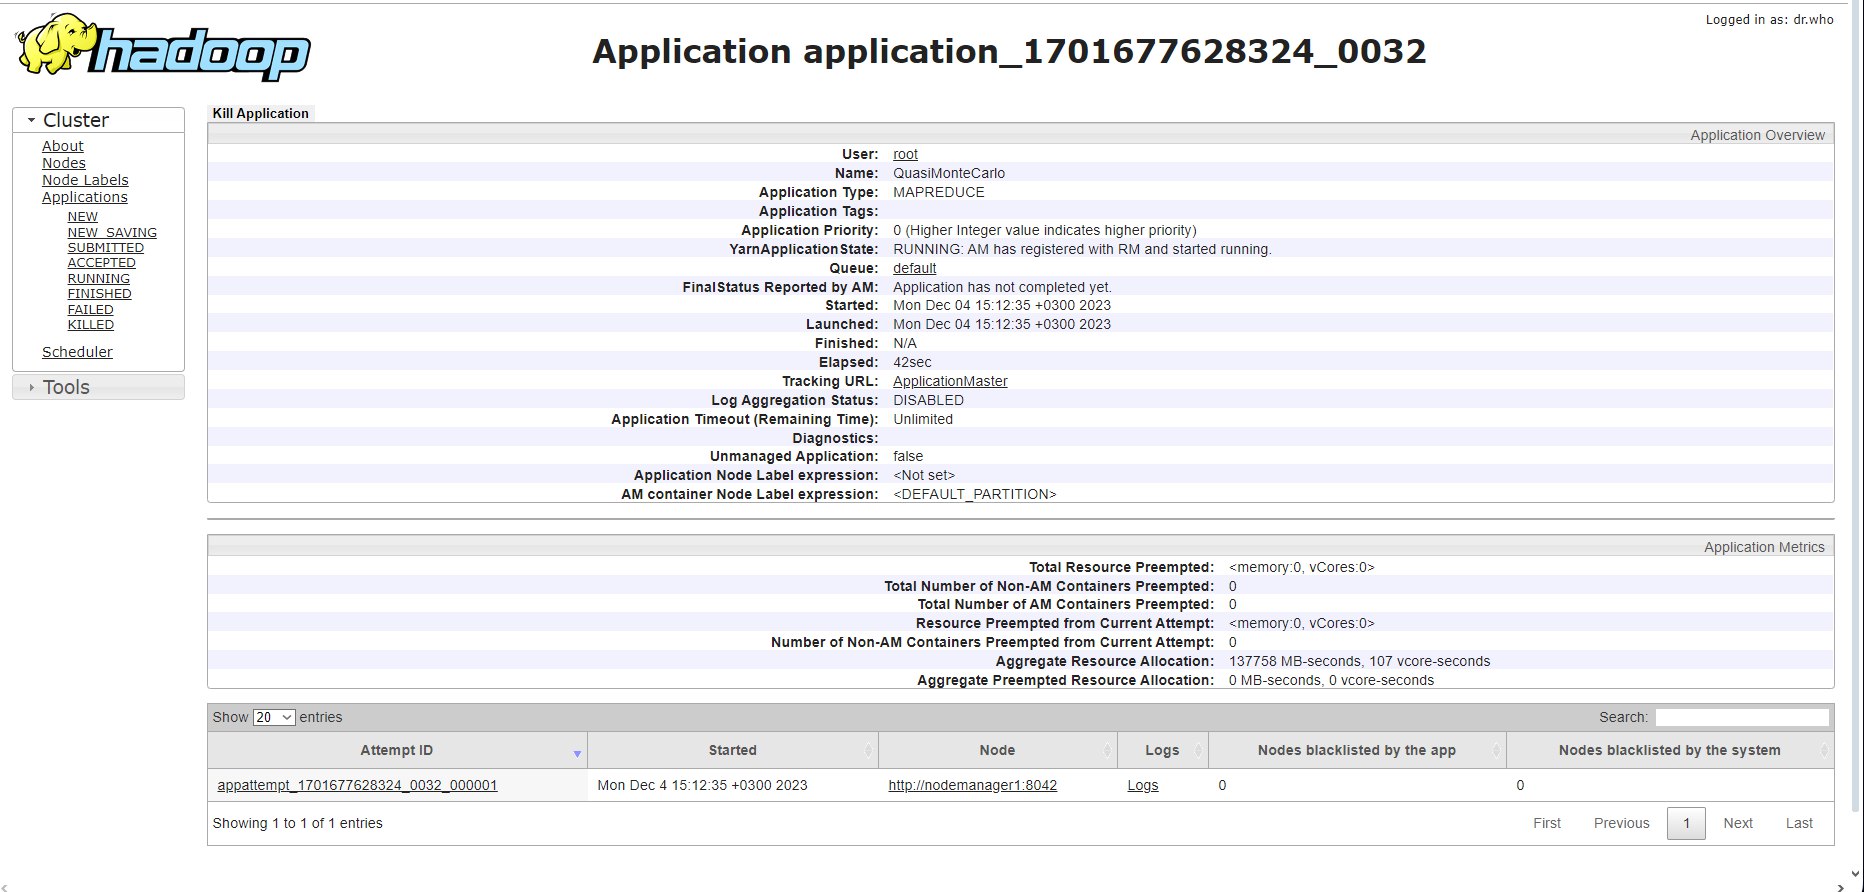 Logged in as: dr.who
hadoop
Application application_1701677628324_0032
Cluster
About
Nodes
Node Labels
Applications
NEW
NEW_SAVING
SUBMITTED
ACCEPTED
RUNNING
FINISHED
FAILED
KILLED
Scheduler
Tools
Kill Application
Application Overview
User: root
Name: QuasiMonteCarlo
Application Type: MAPREDUCE
Application Tags:
Application Priority: 0 (Higher Integer value indicates higher priority)
YarnApplicationState: RUNNING: AM has registered with RM and started running.
Queue: default
FinalStatus Reported by AM: Application has not completed yet.
Started: Mon Dec 04 15:12:35 +0300 2023
Launched: Mon Dec 04 15:12:35 +0300 2023
Finished: N/A
Elapsed: 42sec
Tracking URL: ApplicationMaster
Log Aggregation Status: DISABLED
Application Timeout (Remaining Time): Unlimited
Diagnostics:
Unmanaged Application: false
Application Node Label expression: <Not set>
AM container Node Label expression: <DEFAULT_PARTITION>
Application Metrics
Total Resource Preempted: <memory:0, vCores:0>
Total Number of Non-AM Containers Preempted: 0
Total Number of AM Containers Preempted: 0
Resource Preempted from Current Attempt: <memory:0, vCores:0>
Number of Non-AM Containers Preempted from Current Attempt: 0
Aggregate Resource Allocation: 137758 MB-seconds, 107 vcore-seconds
Aggregate Preempted Resource Allocation: 0 MB-seconds, 0 vcore-seconds
Show 20 entries Search:
Attempt ID Started Node Logs Nodes blacklisted by the app Nodes blacklisted by the system
appattempt_1701677628324_0032_000001 Mon Dec 4 15:12:35 +0300 2023 http://nodemanager1:8042 Logs 0 0
Showing 1 to 1 of 1 entries First Previous 1 Next Last